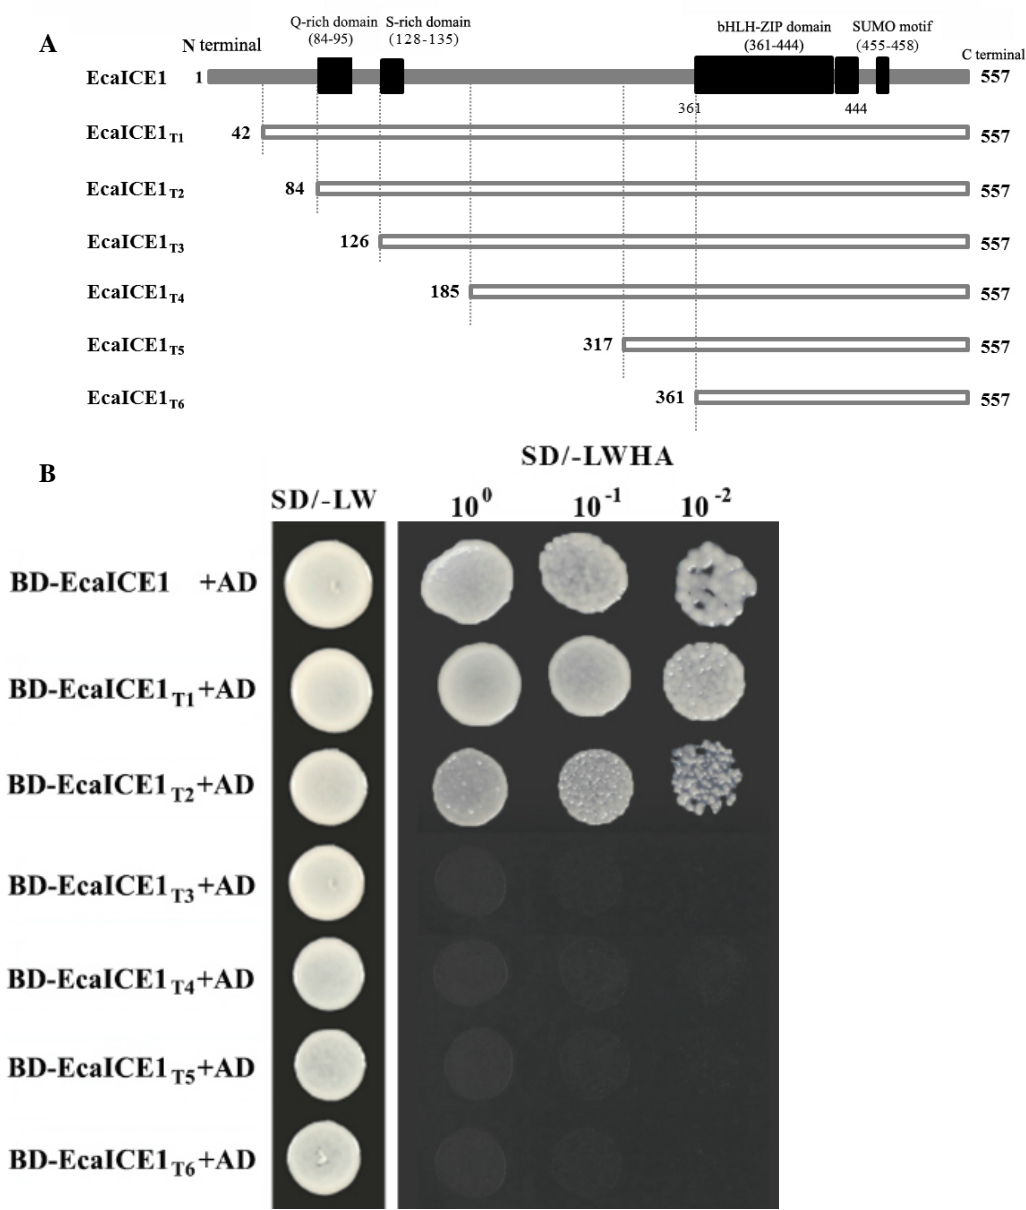 A
Q-rich domain
(84-95)
S-rich domain
(128-135)
bHLH-ZIP domain
(361-444)
SUMO motif
(455-458)
N terminal
C terminal
EcaICE1 1 557
361 444
EcaICE1T1 42 557
EcaICE1T2 84 557
EcaICE1T3 126 557
EcaICE1T4 185 557
EcaICE1T5 317 557
EcaICE1T6 361 557
B
SD/-LWHA
SD/-LW 10^0 10^-1 10^-2
BD-EcaICE1 +AD
BD-EcaICE1T1+AD
BD-EcaICE1T2+AD
BD-EcaICE1T3+AD
BD-EcaICE1T4+AD
BD-EcaICE1T5+AD
BD-EcaICE1T6+AD